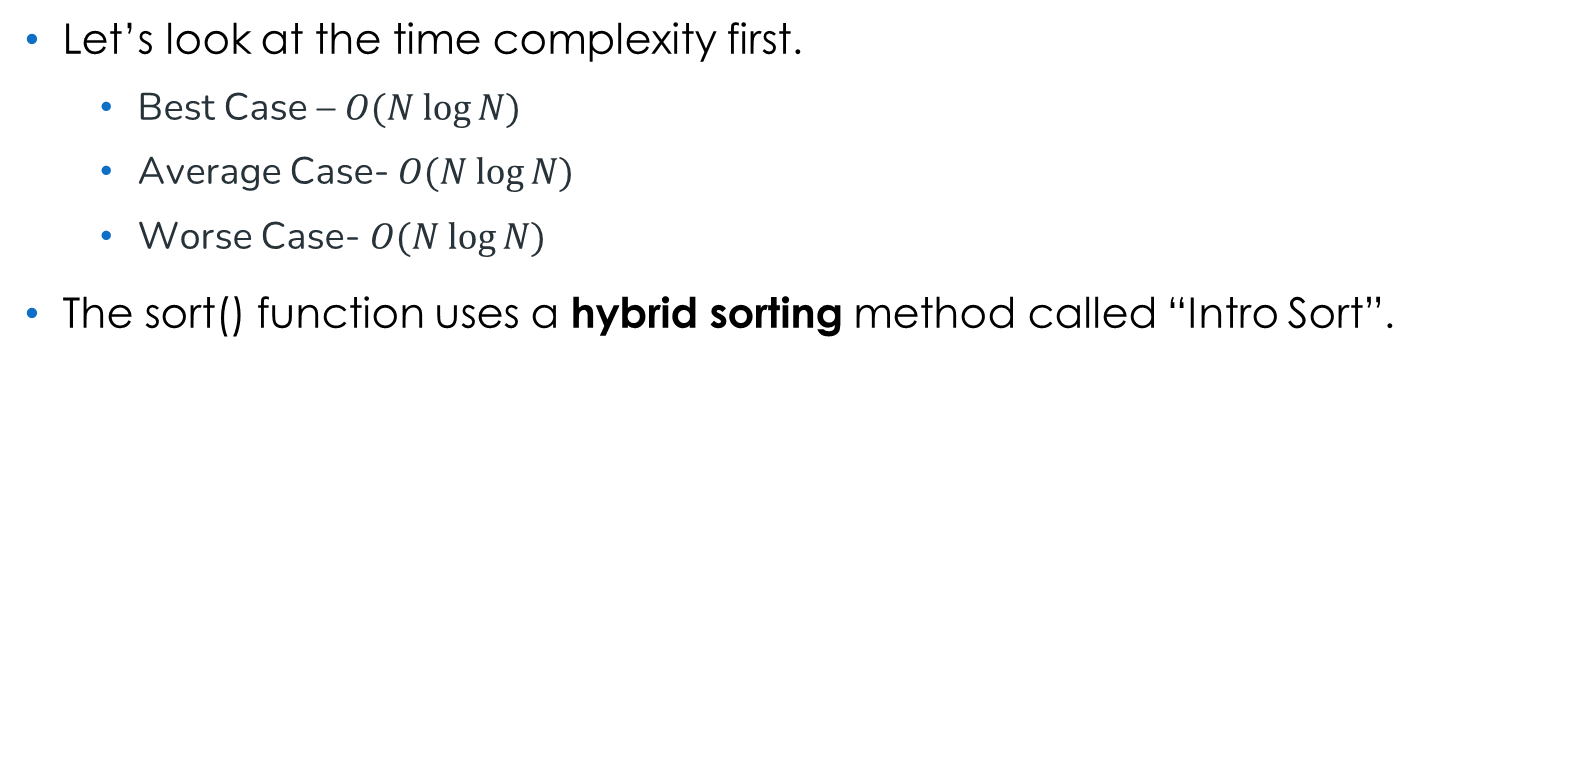 • Let’s look at the time complexity first.
• Best Case – O(N log N)
• Average Case- O(N log N)
• Worse Case- O(N log N)
• The sort() function uses a hybrid sorting method called “Intro Sort”.